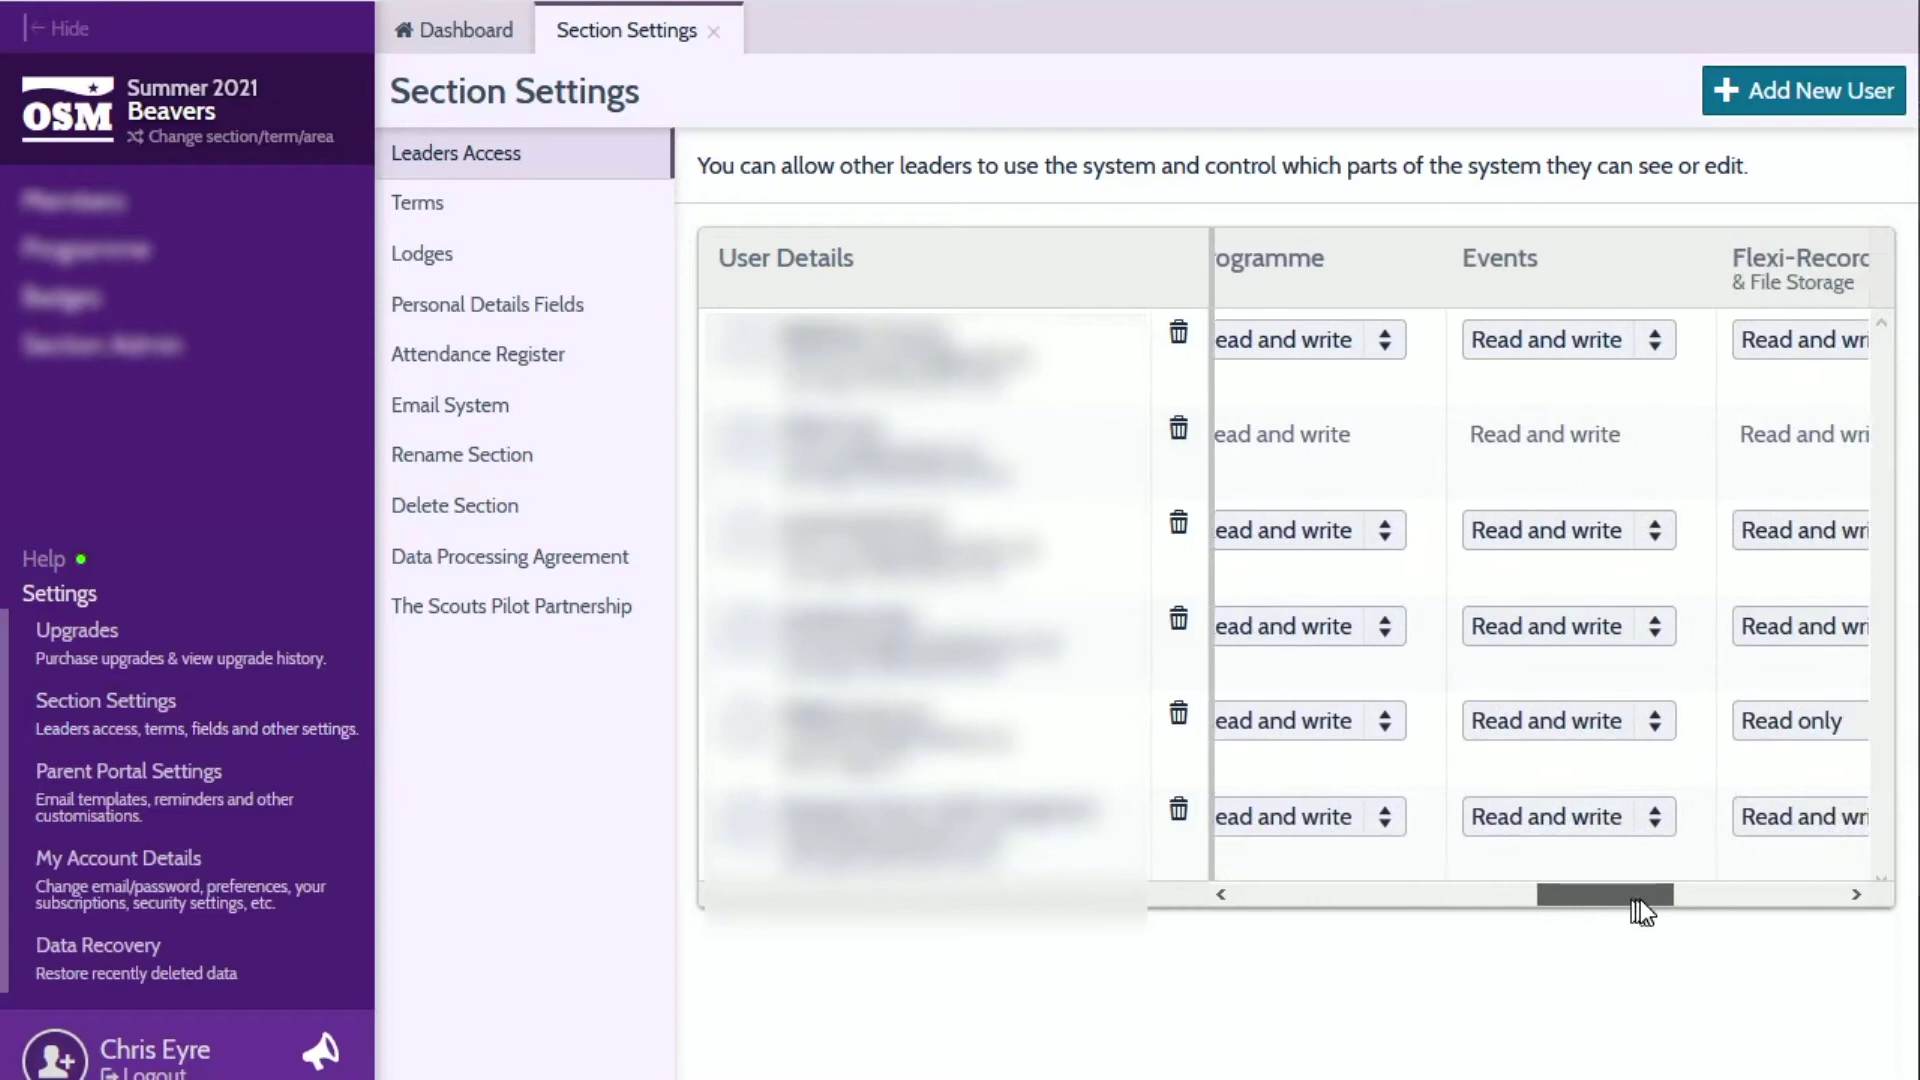 Hide
Dashboard
Section Settings
OSM
Summer 2021
Beavers
Change section/term/area
Section Settings
Add New User
Leaders Access
Terms
Lodges
Personal Details Fields
Attendance Register
Email System
Rename Section
Delete Section
Data Processing Agreement
The Scouts Pilot Partnership
You can allow other leaders to use the system and control which parts of the system they can see or edit.
User Details
ogramme
Events
Flexi-Record
& File Storage
ead and write
Read and write
Read and wri
ead and write
Read and write
Read and wri
ead and write
Read and write
Read and wri
ead and write
Read and write
Read and wri
ead and write
Read and write
Read only
ead and write
Read and write
Read and wri
Help
Settings
Upgrades
Purchase upgrades & view upgrade history.
Section Settings
Leaders access, terms, fields and other settings.
Parent Portal Settings
Email templates, reminders and other
customisations.
My Account Details
Change email/password, preferences, your
subscriptions, security settings, etc.
Data Recovery
Restore recently deleted data
Chris Eyre
Logout